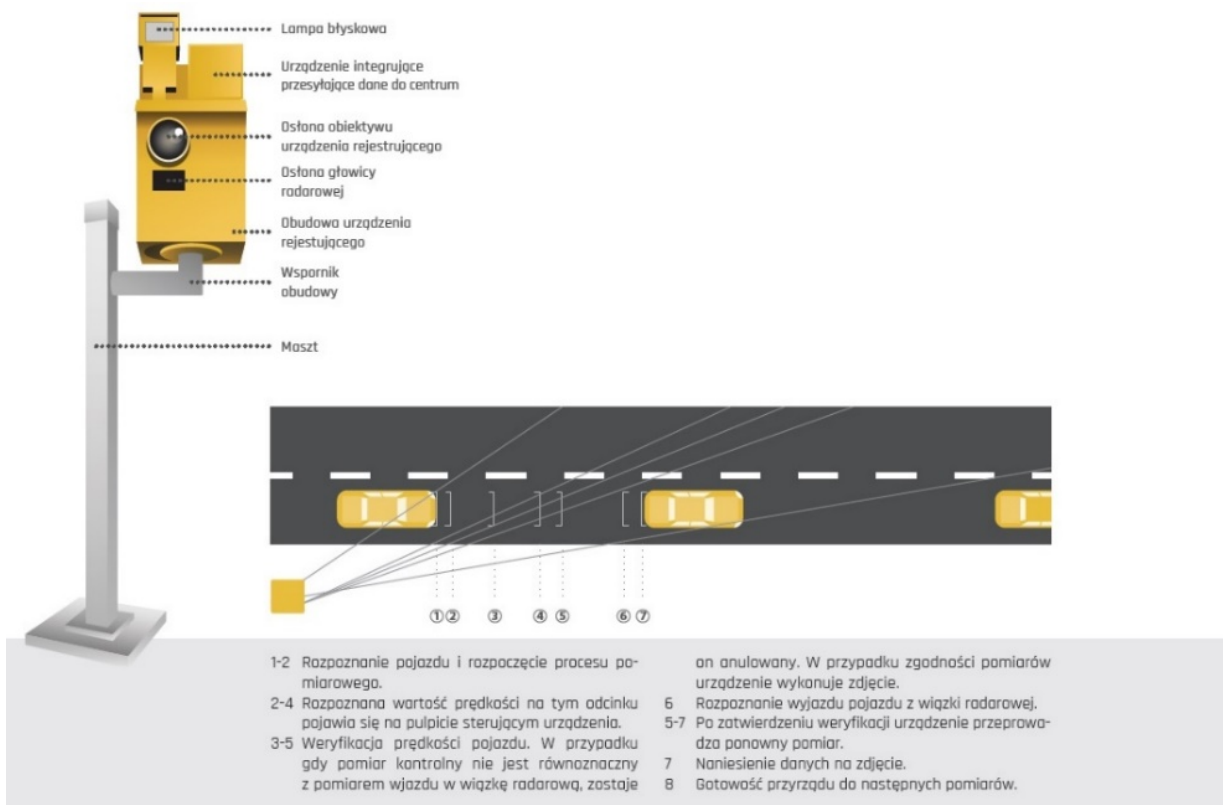 Lampa błyskowa
Urządzenie integrujące
przesyłające dane do centrum
Osłona obiektywu
urządzenia rejestrującego
Osłona głowicy
radarowej
Obudowa urządzenia
rejestującego
Wspornik
obudowy
Maszt
① ② ③ ④ ⑤ ⑥ ⑦
1-2 Rozpoznanie pojazdu i rozpoczęcie procesu po-
miarowego.
2-4 Rozpoznana wartość prędkości na tym odcinku
pojawia się na pulpicie sterującym urządzenia.
3-5 Weryfikacja prędkości pojazdu. W przypadku
gdy pomiar kontrolny nie jest równoznaczny
z pomiarem wjazdu w wiązkę radarową, zostaje
on anulowany. W przypadku zgodności pomiarów
urządzenie wykonuje zdjęcie.
6 Rozpoznanie wyjazdu pojazdu z wiązki radarowej.
5-7 Po zatwierdzeniu weryfikacji urządzenie przeprowa-
dza ponowny pomiar.
7 Naniesienie danych na zdjęcie.
8 Gotowość przyrządu do następnych pomiarów.